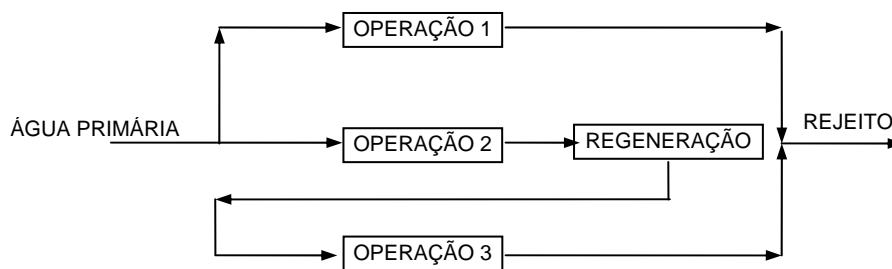 OPERAÇÃO 1
ÁGUA PRIMÁRIA
OPERAÇÃO 2
REGENERAÇÃO
REJEITO
OPERAÇÃO 3